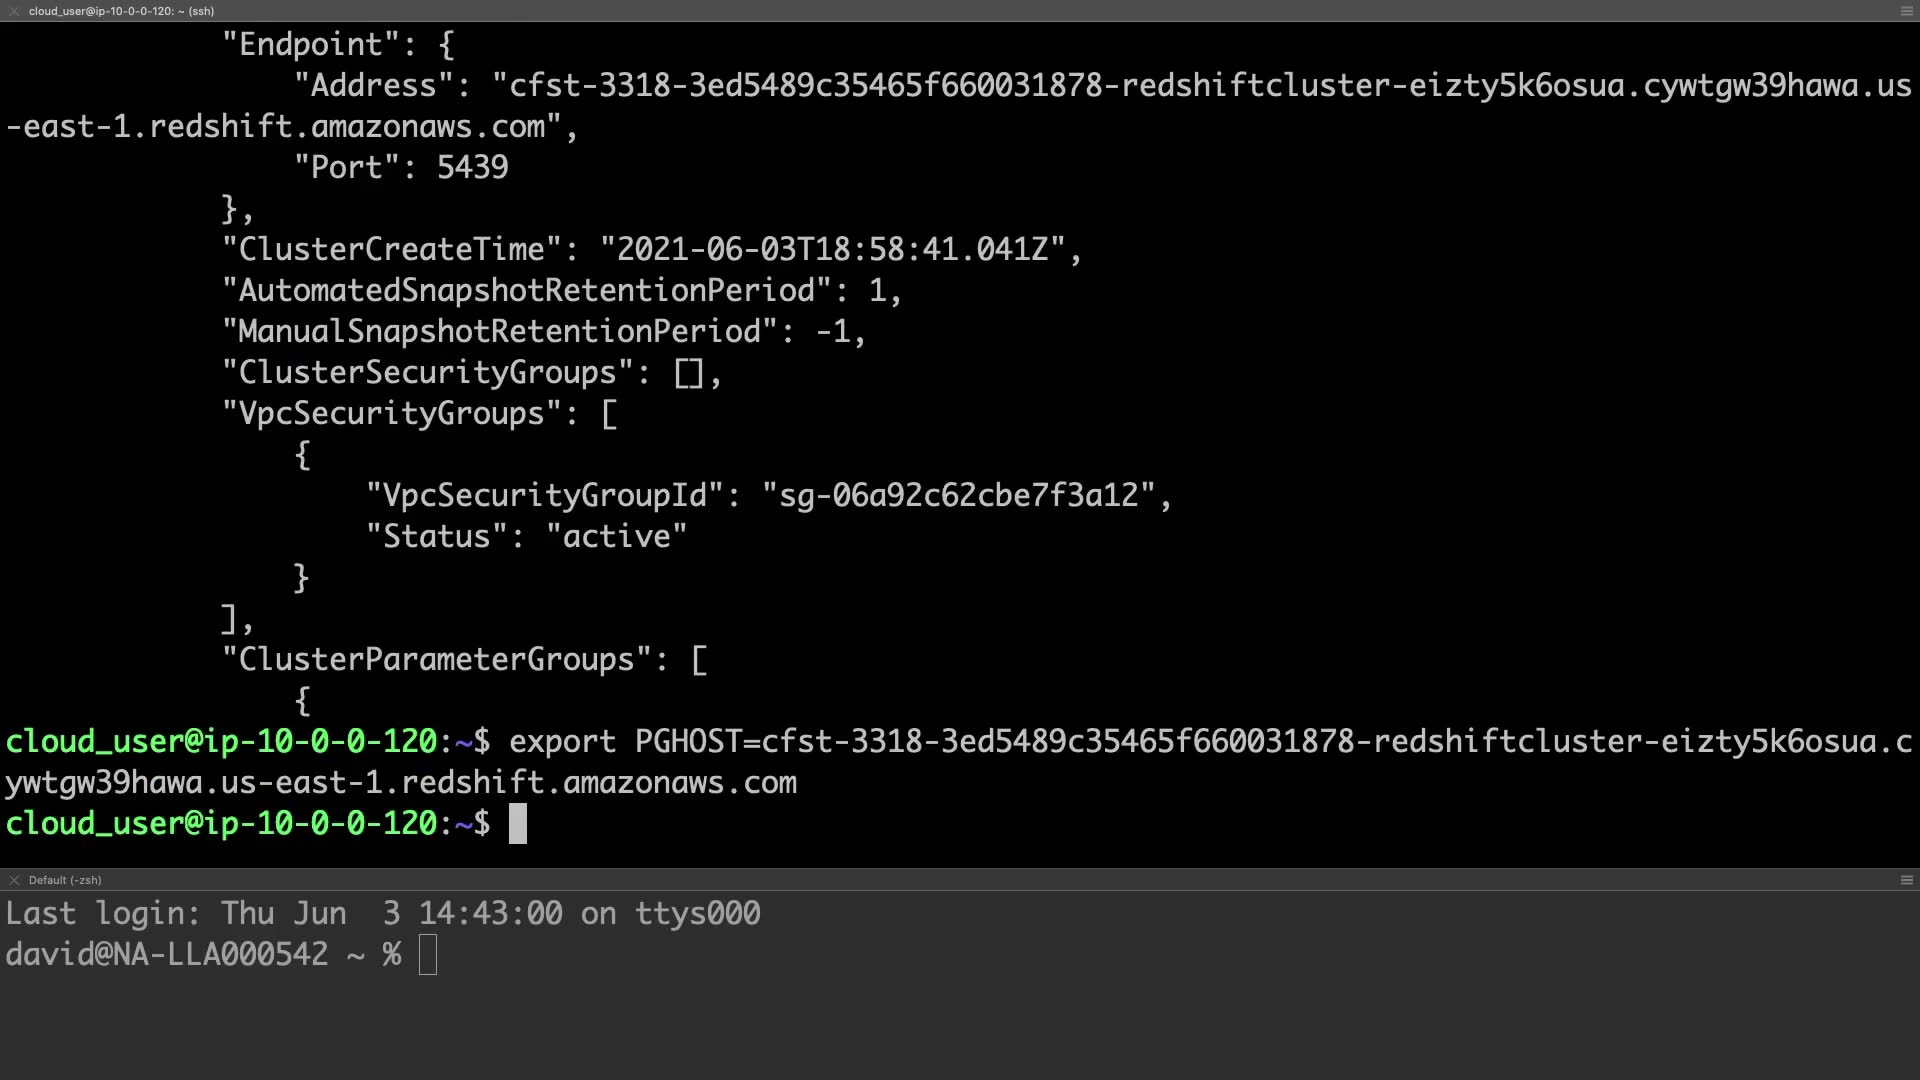 cloud_user@ip-10-0-0-120: ~ (ssh)
"Endpoint": {
"Address": "cfst-3318-3ed5489c35465f660031878-redshiftcluster-eizty5k6osua.cywtgw39hawa.us
-east-1.redshift.amazonaws.com",
"Port": 5439
},
"ClusterCreateTime": "2021-06-03T18:58:41.041Z",
"AutomatedSnapshotRetentionPeriod": 1,
"ManualSnapshotRetentionPeriod": -1,
"ClusterSecurityGroups": [],
"VpcSecurityGroups": [
{
"VpcSecurityGroupId": "sg-06a92c62cbe7f3a12",
"Status": "active"
}
],
"ClusterParameterGroups": [
{
cloud_user@ip-10-0-0-120:~$ export PGHOST=cfst-3318-3ed5489c35465f660031878-redshiftcluster-eizty5k6osua.c
ywtgw39hawa.us-east-1.redshift.amazonaws.com
cloud_user@ip-10-0-0-120:~$
Default (-zsh)
Last login: Thu Jun  3 14:43:00 on ttys000
david@NA-LLA000542 ~ %